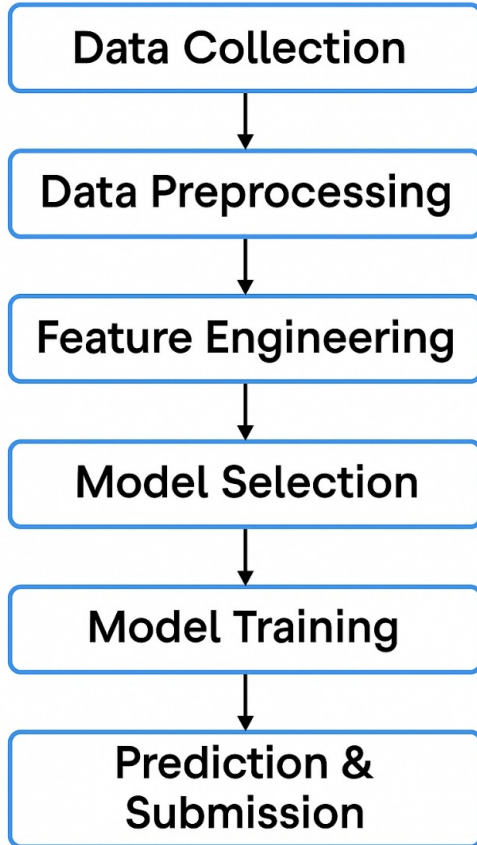 Data Collection
Data Preprocessing
Feature Engineering
Model Selection
Model Training
Prediction &
Submission